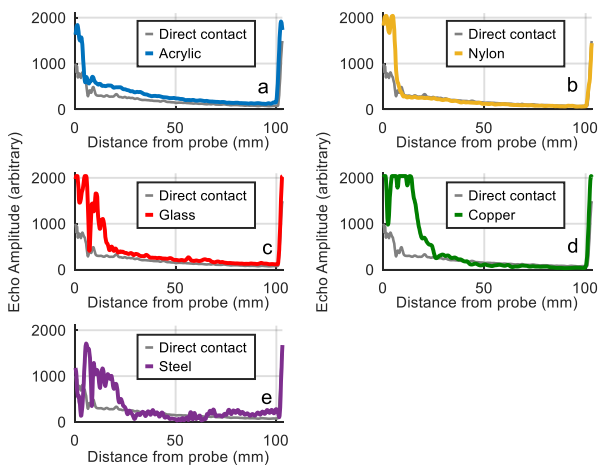 2000
1000
0
Direct contact
Acrylic
a
0
50
100
Distance from probe (mm)
2000
1000
0
Direct contact
Nylon
b
0
50
100
Distance from probe (mm)
Echo Amplitude (arbitrary)
2000
1000
0
Direct contact
Glass
c
0
50
100
Distance from probe (mm)
Echo Amplitude (arbitrary)
2000
1000
0
Direct contact
Copper
d
0
50
100
Distance from probe (mm)
2000
1000
0
Direct contact
Steel
e
0
50
100
Distance from probe (mm)